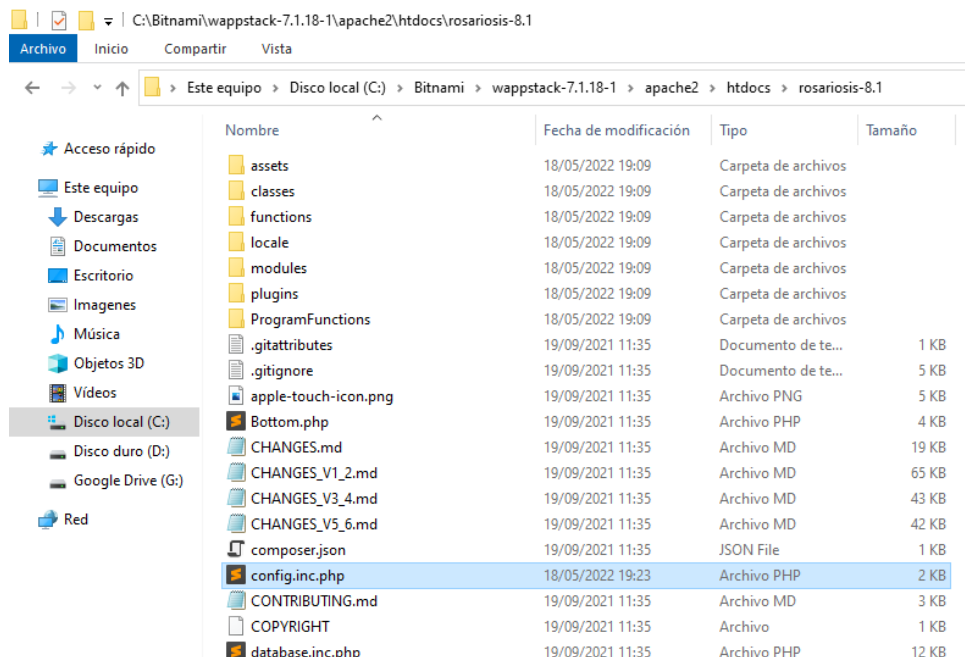 C:\Bitnami\wappstack-7.1.18-1\apache2\htdocs\rosariosis-8.1
Archivo Inicio Compartir Vista
Este equipo > Disco local (C:) > Bitnami > wappstack-7.1.18-1 > apache2 > htdocs > rosariosis-8.1
Acceso rápido
Este equipo
Descargas
Documentos
Escritorio
Imagenes
Música
Objetos 3D
Vídeos
Disco local (C:)
Disco duro (D:)
Google Drive (G:)
Red
Nombre Fecha de modificación Tipo Tamaño
assets 18/05/2022 19:09 Carpeta de archivos
classes 18/05/2022 19:09 Carpeta de archivos
functions 18/05/2022 19:09 Carpeta de archivos
locale 18/05/2022 19:09 Carpeta de archivos
modules 18/05/2022 19:09 Carpeta de archivos
plugins 18/05/2022 19:09 Carpeta de archivos
ProgramFunctions 18/05/2022 19:09 Carpeta de archivos
.gitattributes 19/09/2021 11:35 Documento de te... 1 KB
.gitignore 19/09/2021 11:35 Documento de te... 5 KB
apple-touch-icon.png 19/09/2021 11:35 Archivo PNG 5 KB
Bottom.php 19/09/2021 11:35 Archivo PHP 4 KB
CHANGES.md 19/09/2021 11:35 Archivo MD 19 KB
CHANGES_V1_2.md 19/09/2021 11:35 Archivo MD 65 KB
CHANGES_V3_4.md 19/09/2021 11:35 Archivo MD 43 KB
CHANGES_V5_6.md 19/09/2021 11:35 Archivo MD 42 KB
composer.json 19/09/2021 11:35 JSON File 1 KB
config.inc.php 18/05/2022 19:23 Archivo PHP 2 KB
CONTRIBUTING.md 19/09/2021 11:35 Archivo MD 3 KB
COPYRIGHT 19/09/2021 11:35 Archivo 1 KB
database.inc.php 19/09/2021 11:35 Archivo PHP 12 KB